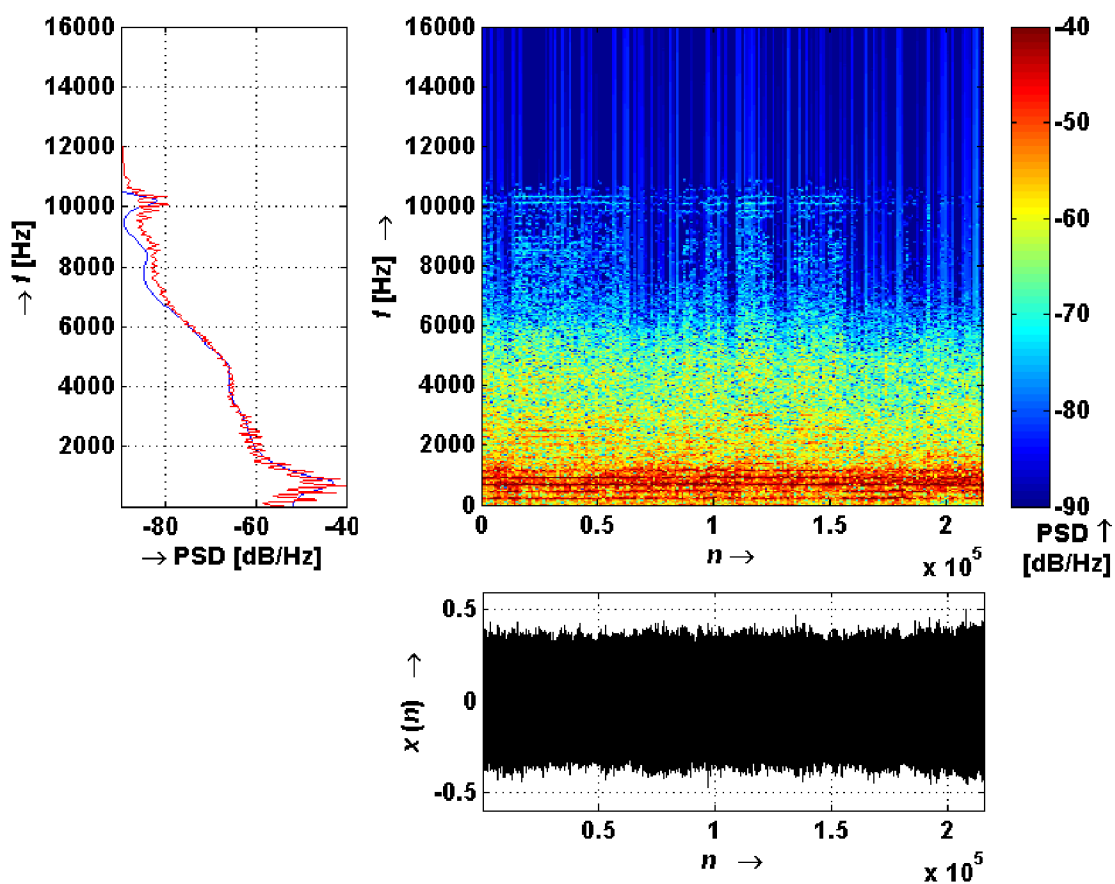 16000
14000
12000
10000
8000
6000
4000
2000
→ f [Hz]
-80 -60 -40
→ PSD [dB/Hz]
16000
14000
12000
10000
8000
6000
4000
2000
0
f [Hz] →
0 0.5 1 1.5 2
n →
x 10^5
-40
-50
-60
-70
-80
-90
PSD ↑
[dB/Hz]
0.5
0
-0.5
x (n) →
0.5 1 1.5 2
n →
x 10^5